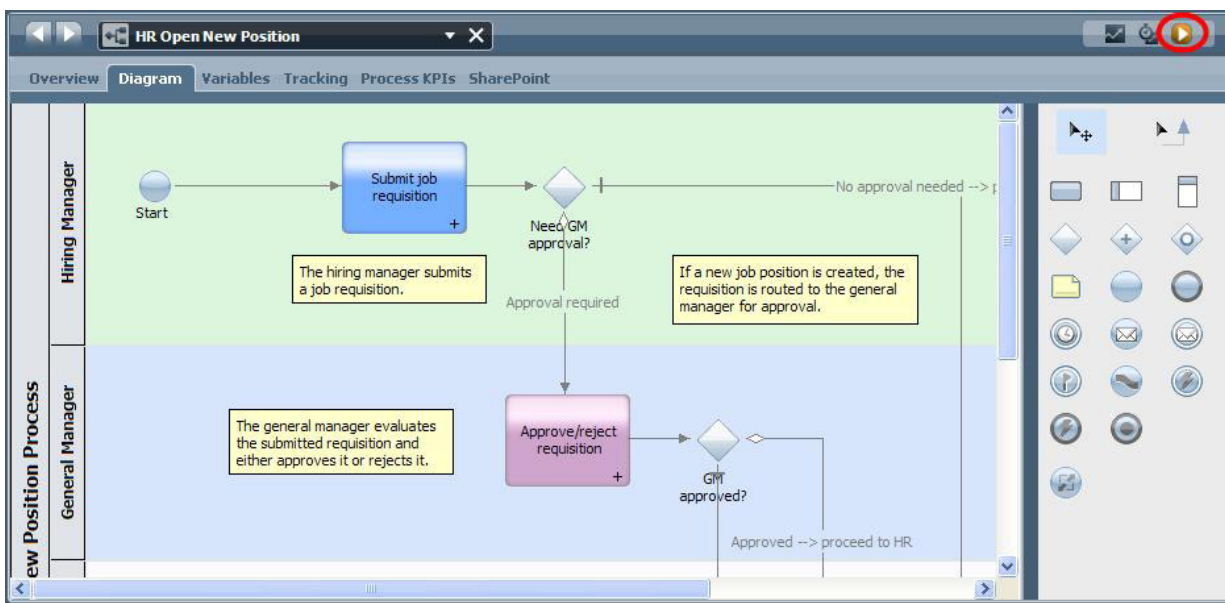 HR Open New Position
Overview Diagram Variables Tracking Process KPIs SharePoint
Hiring Manager
Start
Submit job
requisition
+
Need GM
approval?
No approval needed -->
The hiring manager submits
a job requisition.
If a new job position is created, the
requisition is routed to the general
manager for approval.
Approval required
ew Position Process
General Manager
The general manager evaluates
the submitted requisition and
either approves it or rejects it.
Approve/reject
requisition
+
GM
approved?
Approved --> proceed to HR